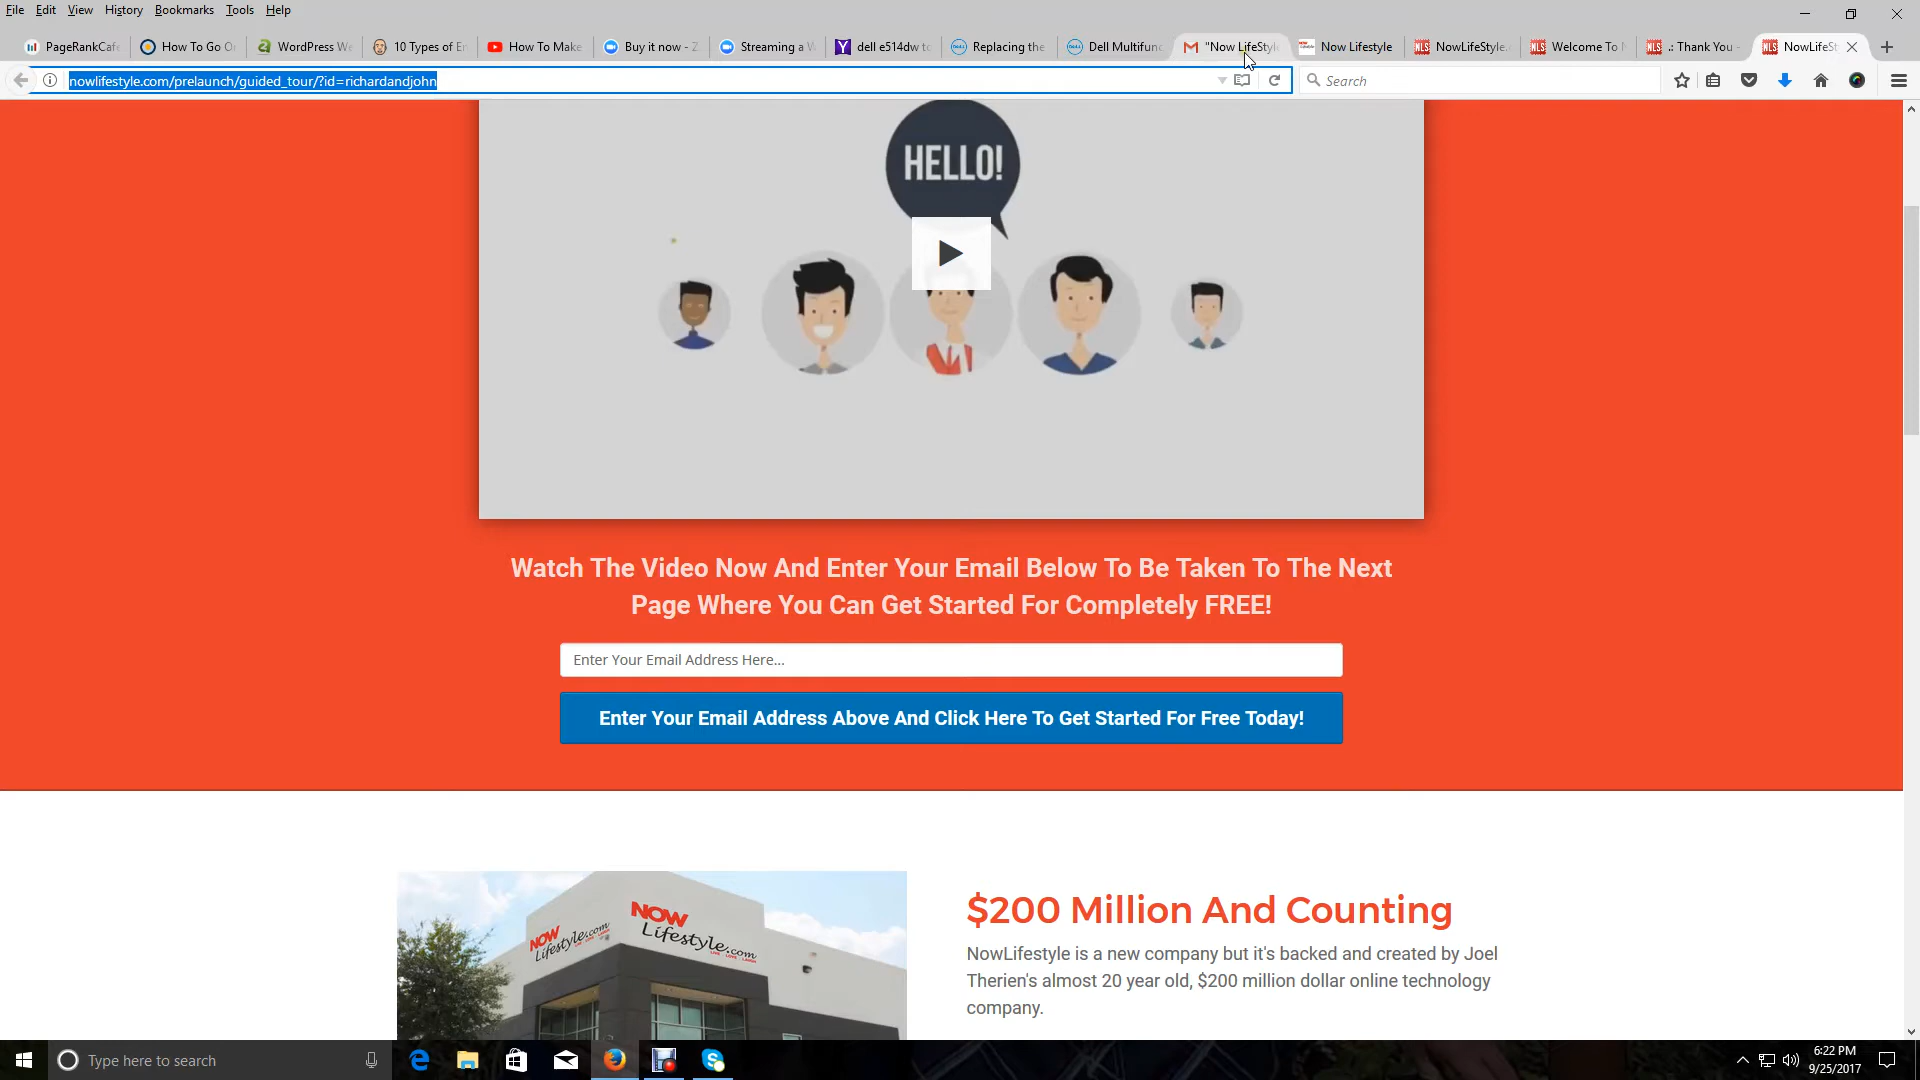 File Edit View History Bookmarks Tools Help
PageRankCafe How To Go O WordPress We 10 Types of En How To Make Buy it now - Z Streaming a W dell e514dw to Replacing the Dell Multifunc "Now LifeStyle Now Lifestyle NowLifeStyle. Welcome To N .: Thank You - NowLifeSt
nowlifestyle.com/prelaunch/guided_tour/?id=richardandjohn
Search
HELLO!
Watch The Video Now And Enter Your Email Below To Be Taken To The Next
Page Where You Can Get Started For Completely FREE!
Enter Your Email Address Here...
Enter Your Email Address Above And Click Here To Get Started For Free Today!
NOW
Lifestyle.com
NOW
Lifestyle.com
$200 Million And Counting
NowLifestyle is a new company but it's backed and created by Joel
Therien's almost 20 year old, $200 million dollar online technology
company.
Type here to search
6:22 PM
9/25/2017